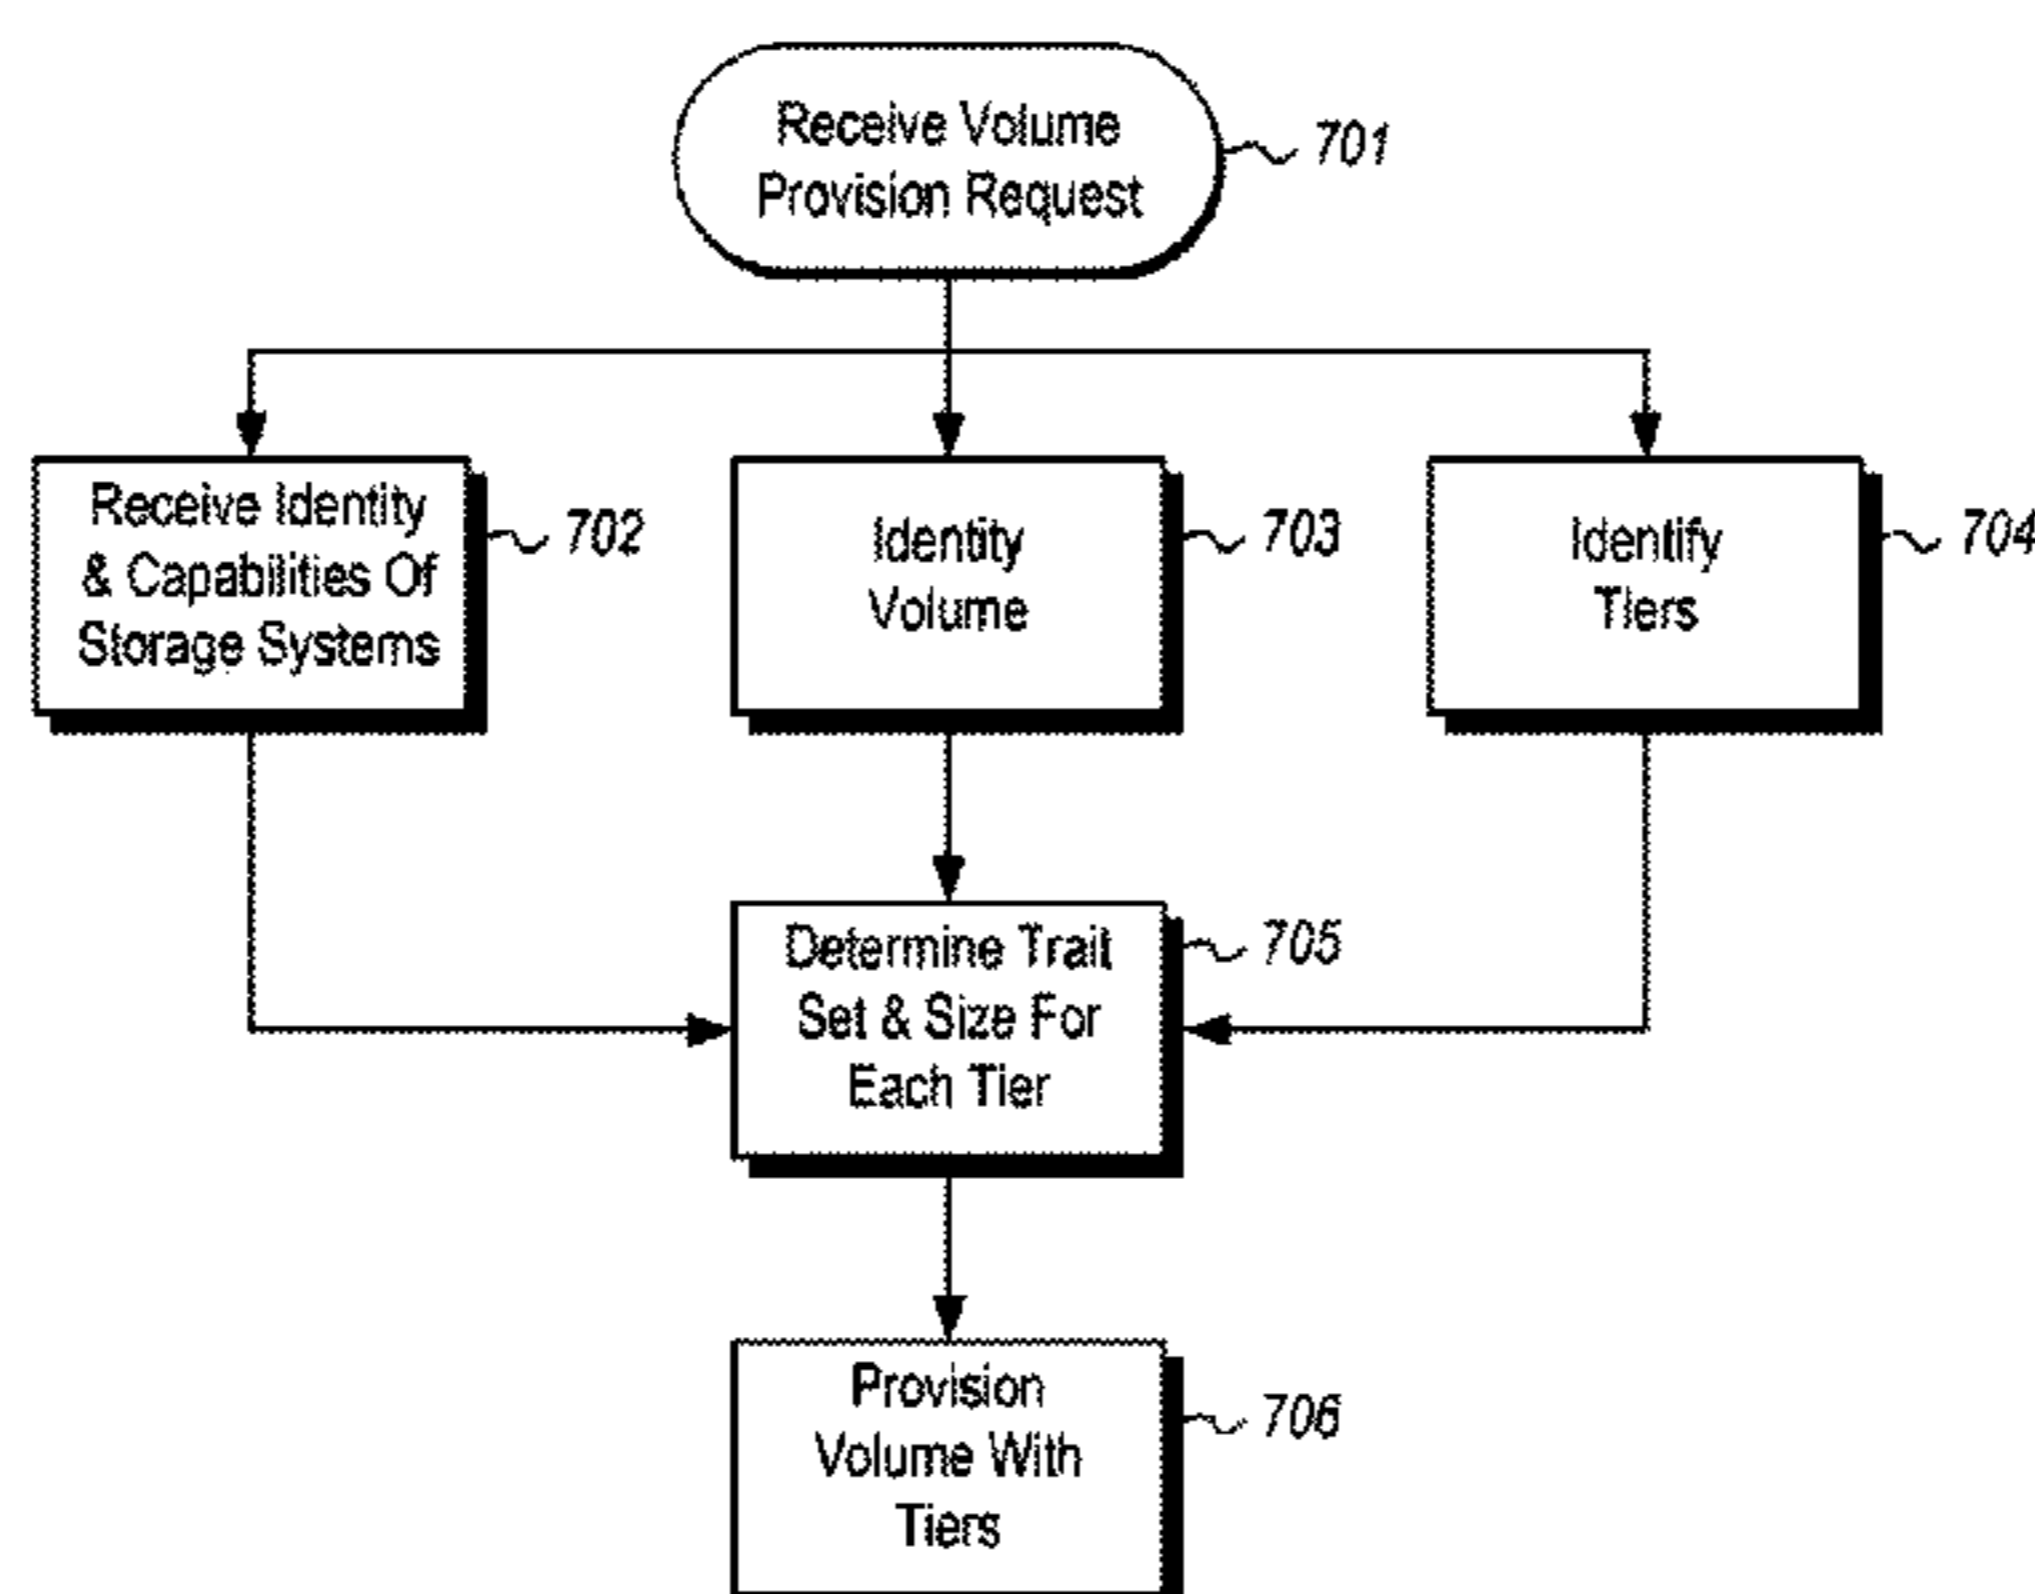 Receive Volume
Provision Request
701
Receive Identity
& Capabilities Of
Storage Systems
702
Identity
Volume
703
Identify
Tiers
704
Determine Trait
Set & Size For
Each Tier
705
Provision
Volume With
Tiers
706